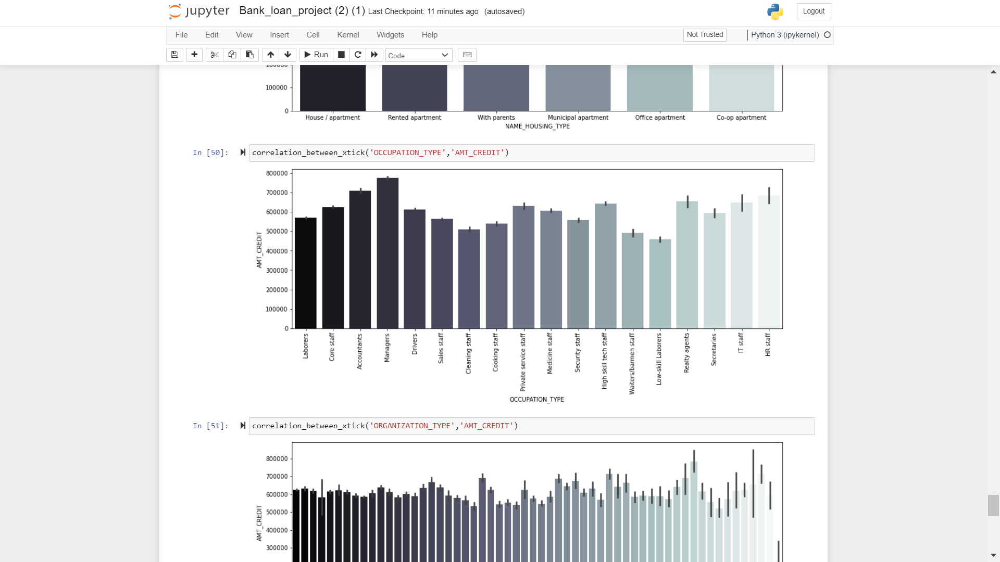 jupyter Bank_loan_project (2) (1) Last Checkpoint: 11 minutes ago (autosaved)
Logout
File Edit View Insert Cell Kernel Widgets Help
Not Trusted
Python 3 (ipykernel)
Run
Code
200000
100000
0
House / apartment Rented apartment With parents Municipal apartment Office apartment Co-op apartment
NAME_HOUSING_TYPE
In [50]:
correlation_between_xtick('OCCUPATION_TYPE','AMT_CREDIT')
800000
700000
600000
500000
400000
300000
200000
100000
0
AMT_CREDIT
Laborers
Core staff
Accountants
Managers
Drivers
Sales staff
Cleaning staff
Cooking staff
Private service staff
Medicine staff
Security staff
High skill tech staff
Waiters/barmen staff
Low-skill Laborers
Realty agents
Secretaries
IT staff
HR staff
OCCUPATION_TYPE
In [51]:
correlation_between_xtick('ORGANIZATION_TYPE','AMT_CREDIT')
800000
700000
600000
500000
400000
300000
AMT_CREDIT